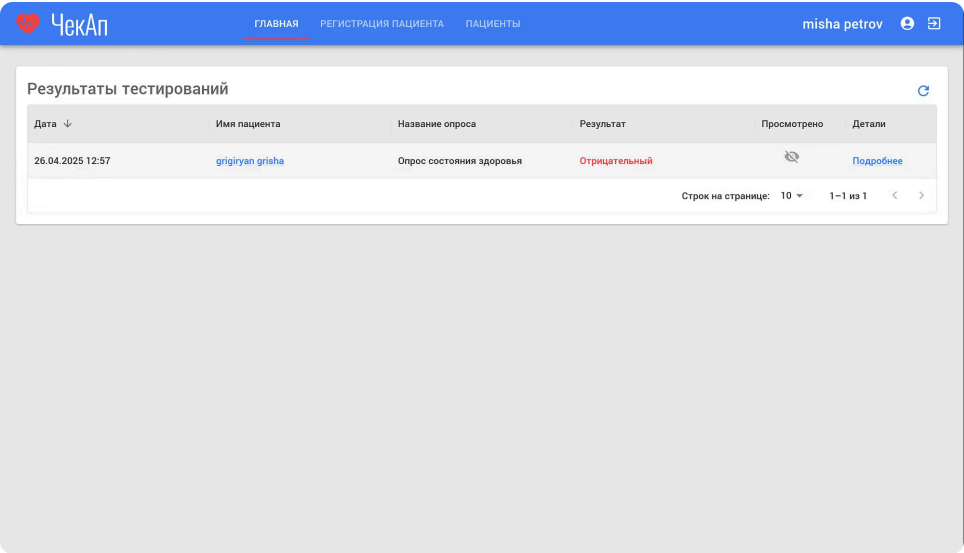 ЧекАп ГЛАВНАЯ РЕГИСТРАЦИЯ ПАЦИЕНТА ПАЦИЕНТЫ misha petrov
Результаты тестирований
Дата Имя пациента Название опроса Результат Просмотрено Детали
26.04.2025 12:57 grigiryan grisha Опрос состояния здоровья Отрицательный Подробнее
Строк на странице: 10 1–1 из 1